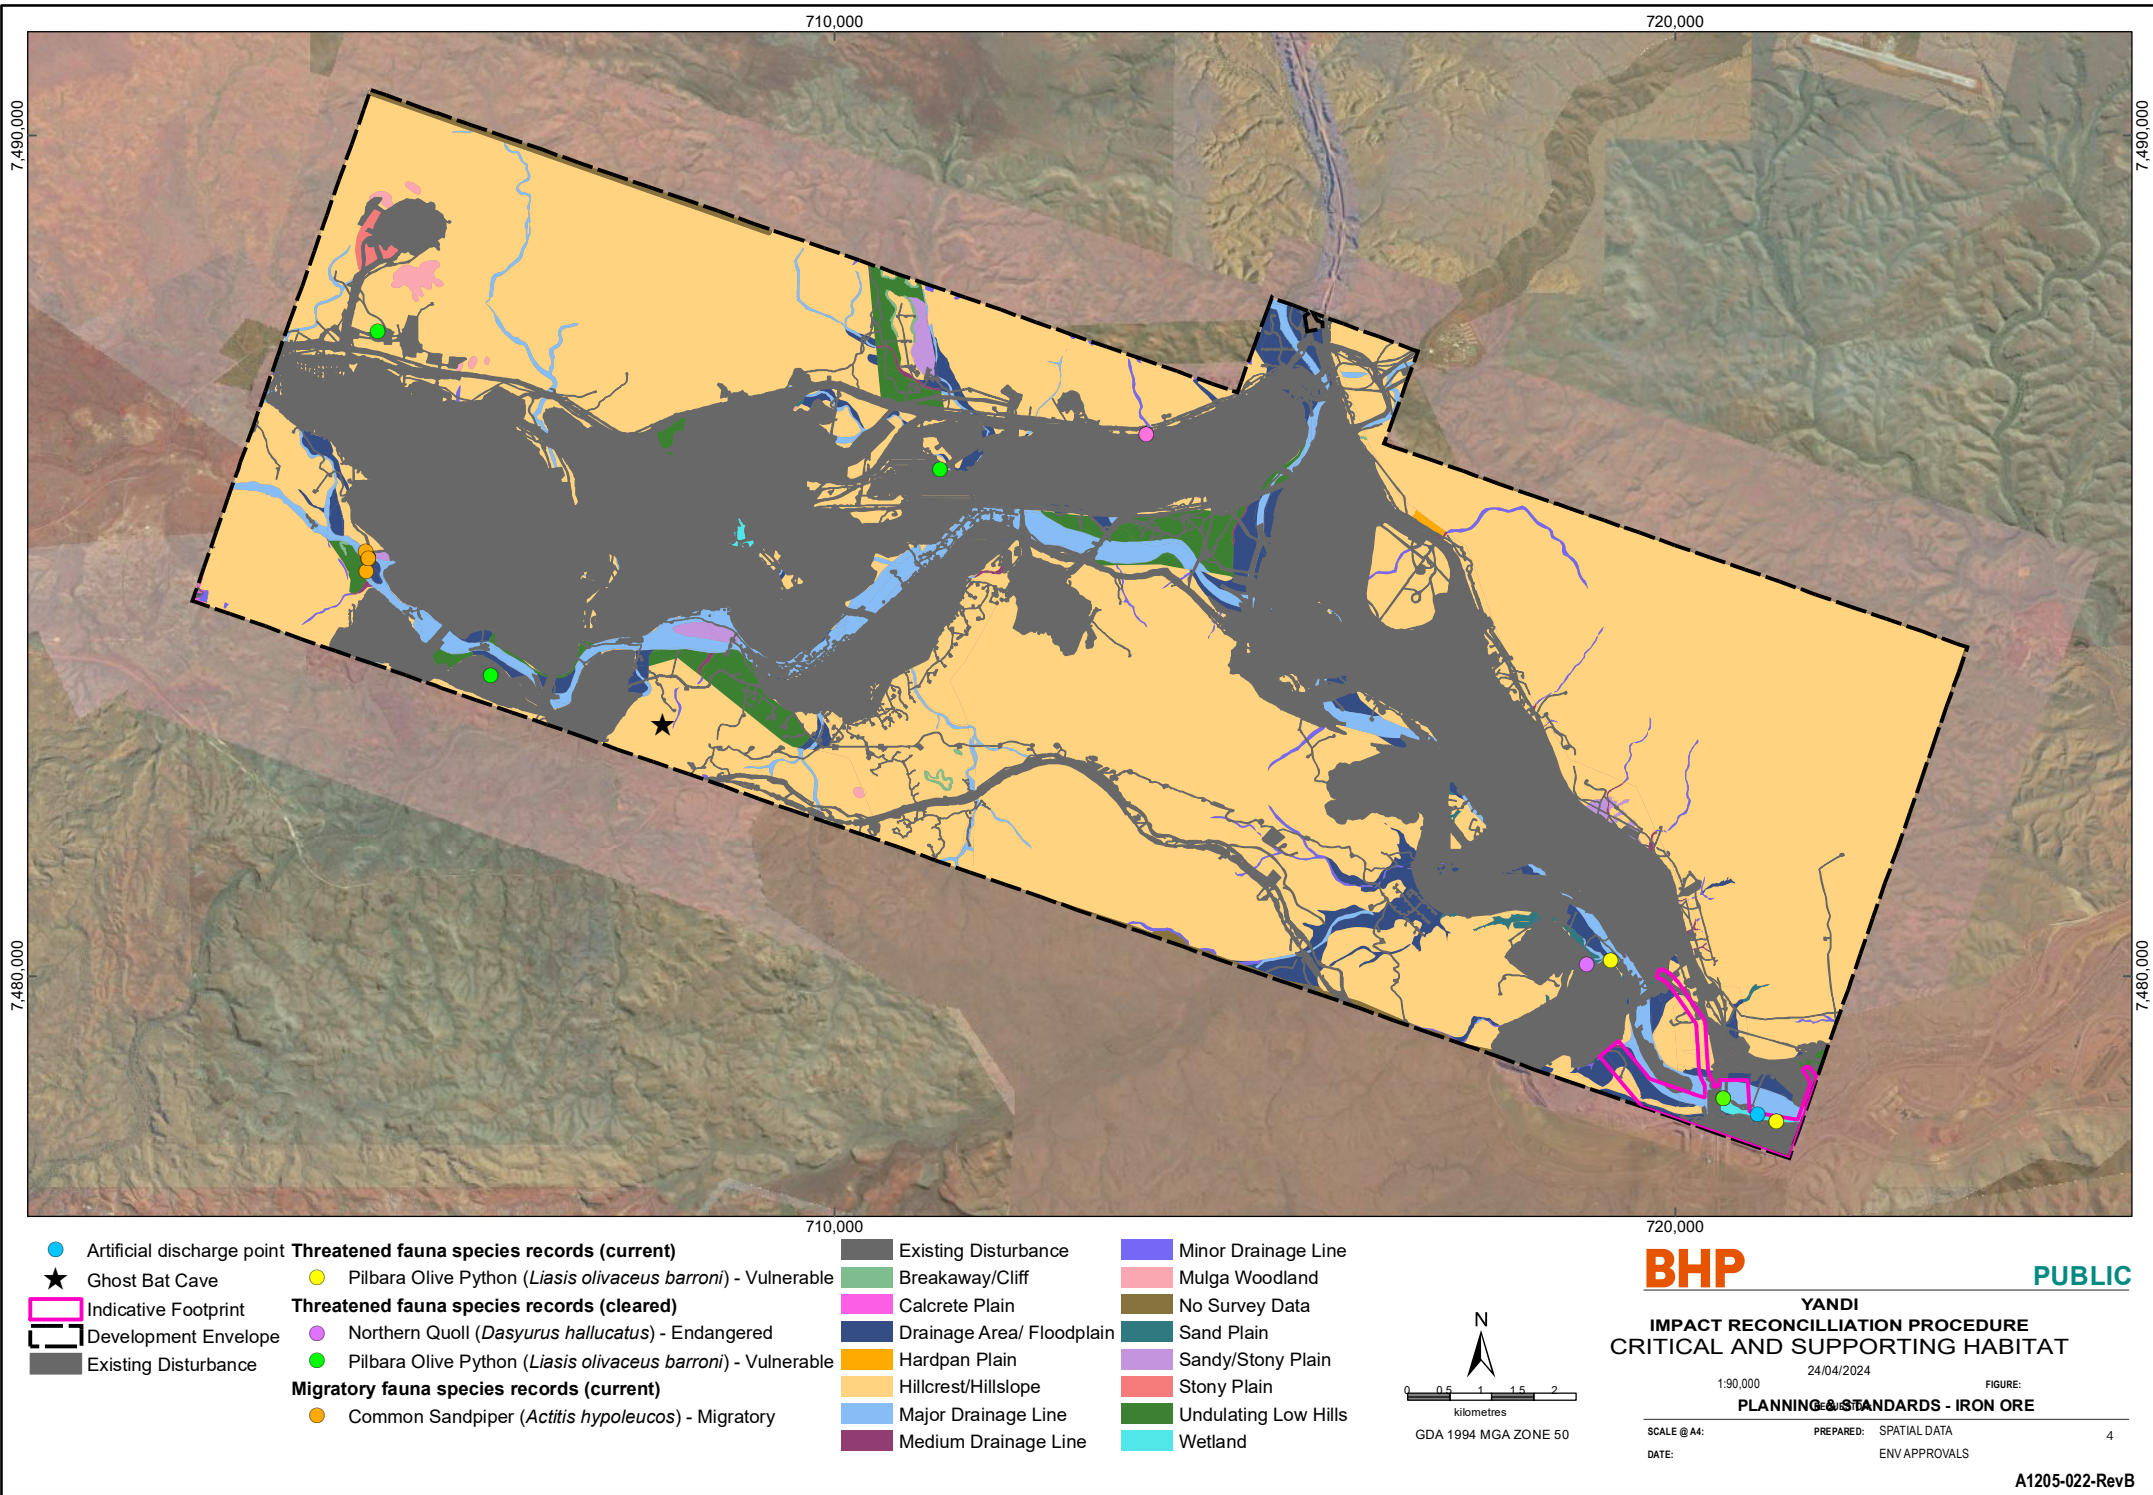 710,000
720,000
7,490,000
7,490,000
7,480,000
7,480,000
710,000
720,000
Artificial discharge point
Ghost Bat Cave
Indicative Footprint
Development Envelope
Existing Disturbance
Threatened fauna species records (current)
Pilbara Olive Python (Liasis olivaceus barroni) - Vulnerable
Threatened fauna species records (cleared)
Northern Quoll (Dasyurus hallucatus) - Endangered
Pilbara Olive Python (Liasis olivaceus barroni) - Vulnerable
Migratory fauna species records (current)
Common Sandpiper (Actitis hypoleucos) - Migratory
Existing Disturbance
Breakaway/Cliff
Calcrete Plain
Drainage Area/ Floodplain
Hardpan Plain
Hillcrest/Hillslope
Major Drainage Line
Medium Drainage Line
Minor Drainage Line
Mulga Woodland
No Survey Data
Sand Plain
Sandy/Stony Plain
Stony Plain
Undulating Low Hills
Wetland
N
0 0.5 1 1.5 2
kilometres
GDA 1994 MGA ZONE 50
BHP
PUBLIC
YANDI
IMPACT RECONCILLIATION PROCEDURE
CRITICAL AND SUPPORTING HABITAT
24/04/2024
1:90,000 FIGURE:
PLANNING & STANDARDS - IRON ORE
SCALE @ A4: PREPARED: SPATIAL DATA 4
DATE: ENV APPROVALS
A1205-022-RevB